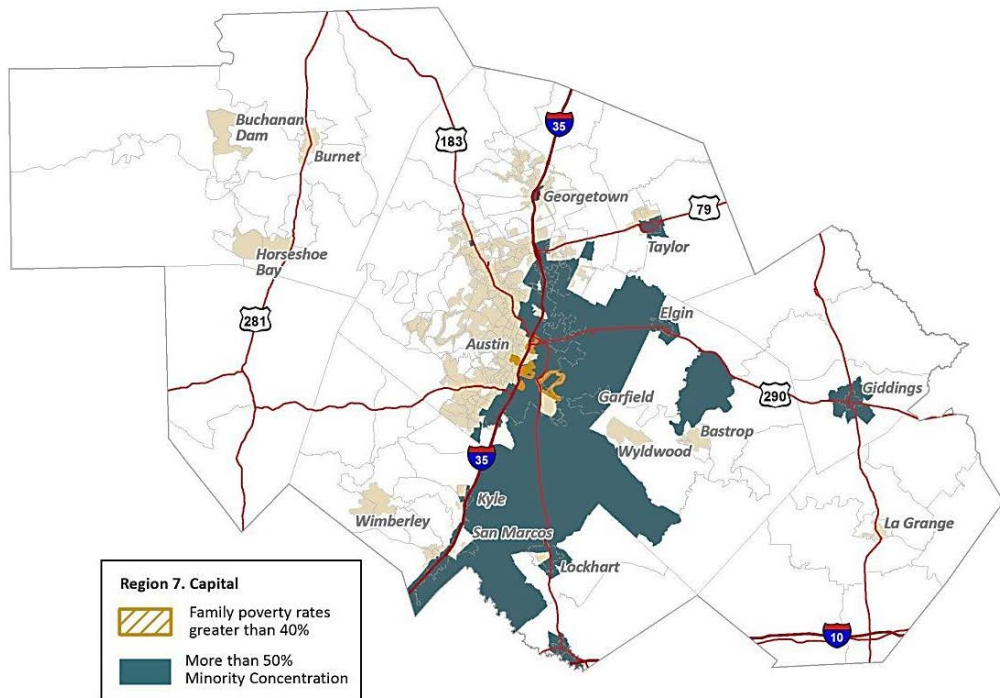 Buchanan
Dam
Burnet
183
35
Georgetown
79
Taylor
Horseshoe
Bay
281
Austin
Elgin
Garfield
290
Giddings
Wyldwood
Bastrop
35
Kyle
Wimberley
San Marcos
La Grange
Lockhart
10
Region 7. Capital
Family poverty rates
greater than 40%
More than 50%
Minority Concentration